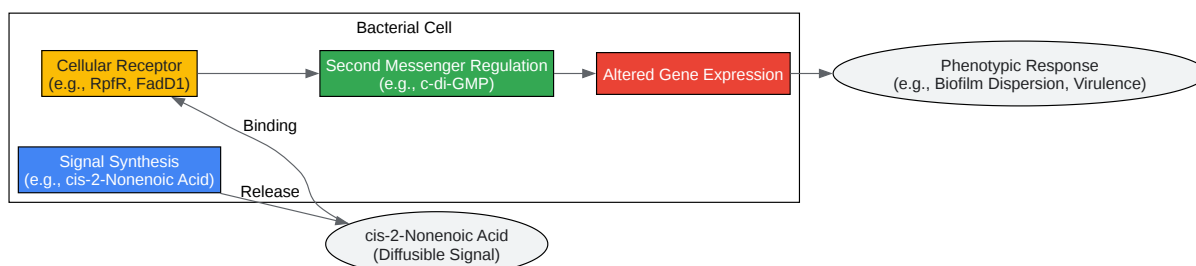 Bacterial Cell
Cellular Receptor
(e.g., RpfR, FadD1)
Second Messenger Regulation
(e.g., c-di-GMP)
Altered Gene Expression
Phenotypic Response
(e.g., Biofilm Dispersion, Virulence)
Binding
Signal Synthesis
(e.g., cis-2-Nonenoic Acid)
Release
cis-2-Nonenoic Acid
(Diffusible Signal)